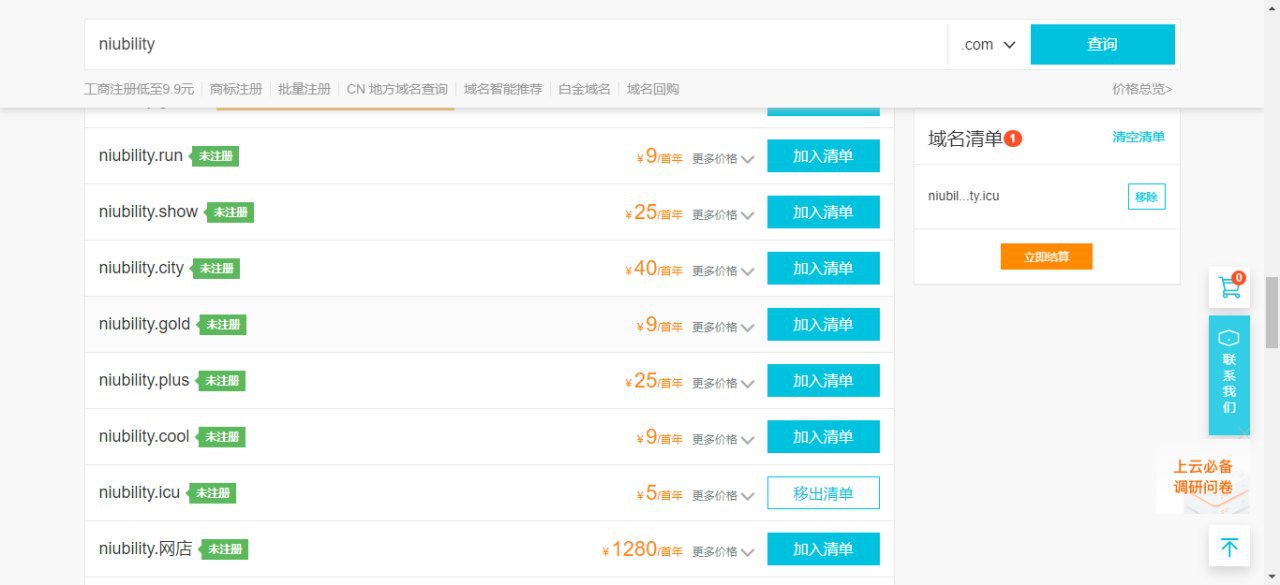 niubility .com 查询
工商注册低至9.9元 商标注册 批量注册 CN 地方域名查询 域名智能推荐 白金域名 域名回购 价格总览>
niubility.run 未注册 ¥ 9/首年 更多价格 加入清单
niubility.show 未注册 ¥ 25/首年 更多价格 加入清单
niubility.city 未注册 ¥ 40/首年 更多价格 加入清单
niubility.gold 未注册 ¥ 9/首年 更多价格 加入清单
niubility.plus 未注册 ¥ 25/首年 更多价格 加入清单
niubility.cool 未注册 ¥ 9/首年 更多价格 加入清单
niubility.icu 未注册 ¥ 5/首年 更多价格 移出清单
niubility.网店 未注册 ¥ 1280/首年 更多价格 加入清单
域名清单 1 清空清单
niubil...ty.icu 移除
立即结算
0
联系我们
上云必备
调研问卷